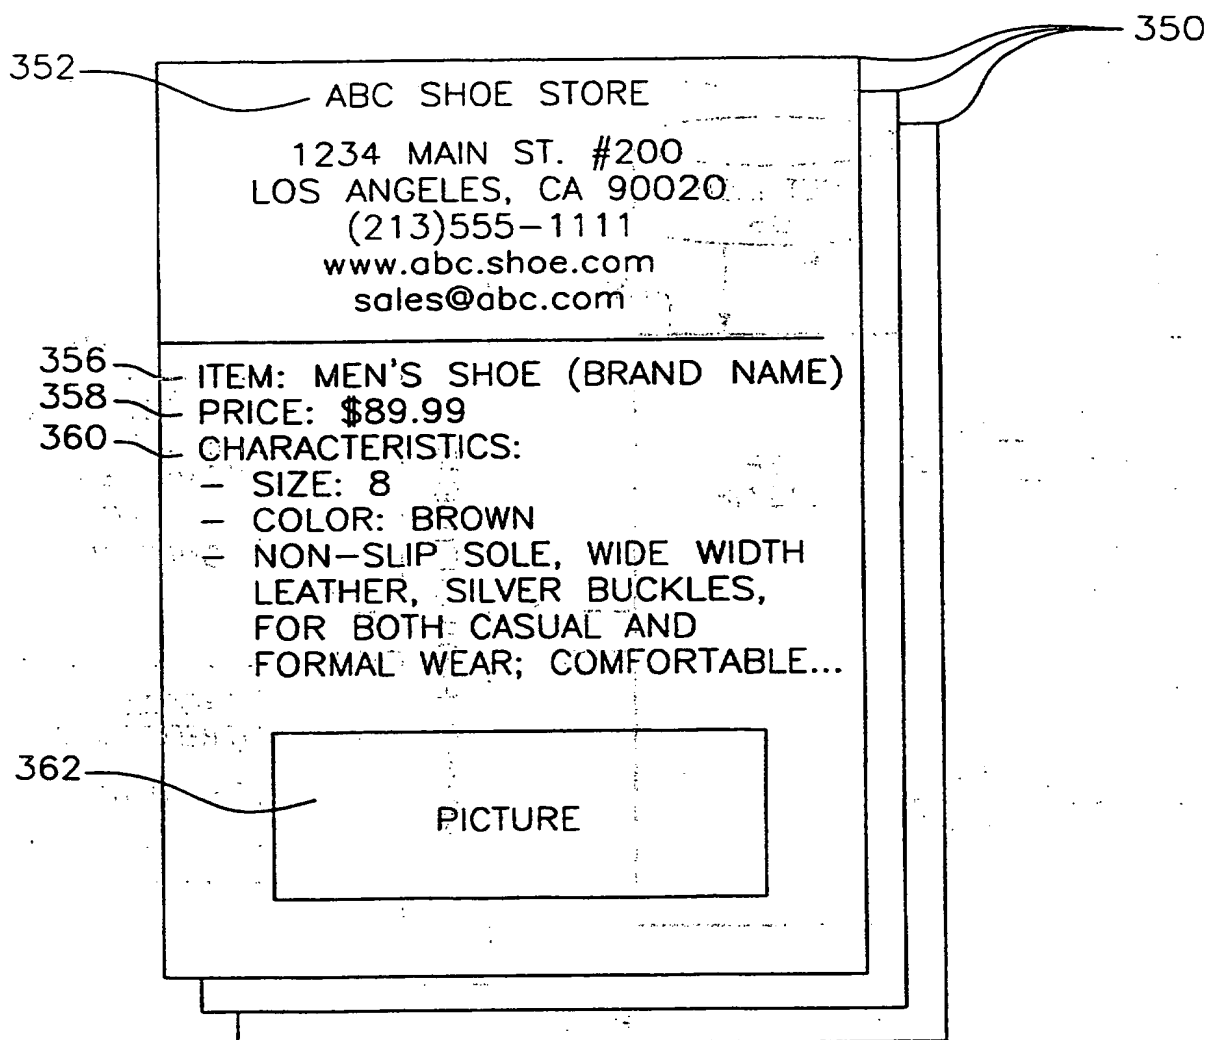 350
352
ABC SHOE STORE
1234 MAIN ST. #200
LOS ANGELES, CA 90020
(213)555-1111
www.abc.shoe.com
sales@abc.com
356
ITEM: MEN'S SHOE (BRAND NAME)
358
PRICE: $89.99
360
CHARACTERISTICS:
- SIZE: 8
- COLOR: BROWN
- NON-SLIP SOLE, WIDE WIDTH
LEATHER, SILVER BUCKLES,
FOR BOTH CASUAL AND
FORMAL WEAR; COMFORTABLE...
362
PICTURE